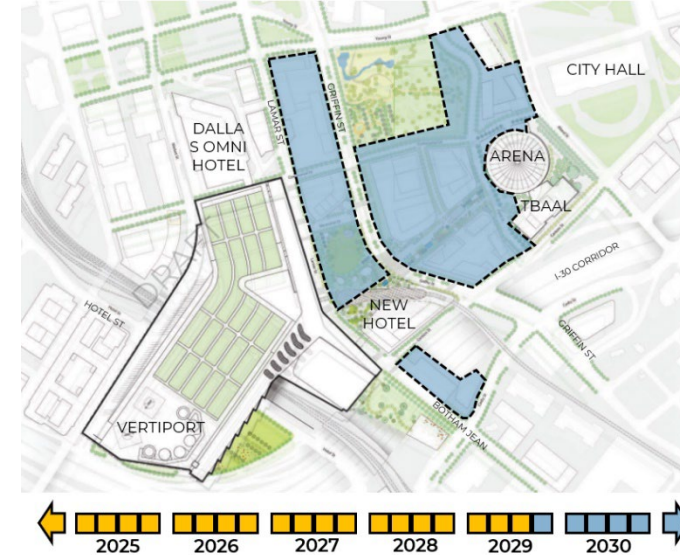 CITY HALL
LAMAR ST
GRIFFIN ST
DALLA
S OMNI
HOTEL
ARENA
TBAAL
DRAFT
I-30 CORRIDOR
HOTEL ST.
NEW
HOTEL
GRIFFIN ST.
BOTHAM JEAN
VERTIPORT
2025 2026 2027 2028 2029 2030